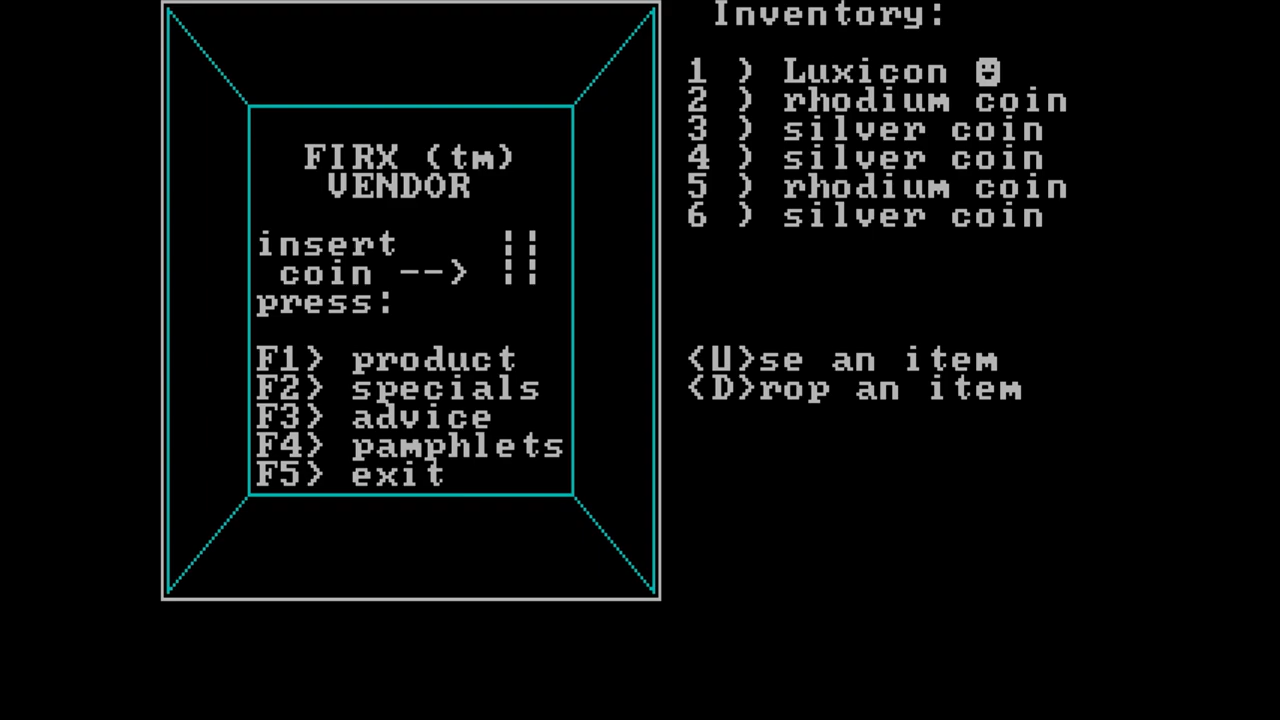 FIRX (tm)
VENDOR
insert
coin -->
press:
F1> product
F2> specials
F3> advice
F4> pamphlets
F5> exit
Inventory:
1 ) Luxicon ☻
2 ) rhodium coin
3 ) silver coin
4 ) silver coin
5 ) rhodium coin
6 ) silver coin
<U>se an item
<D>rop an item